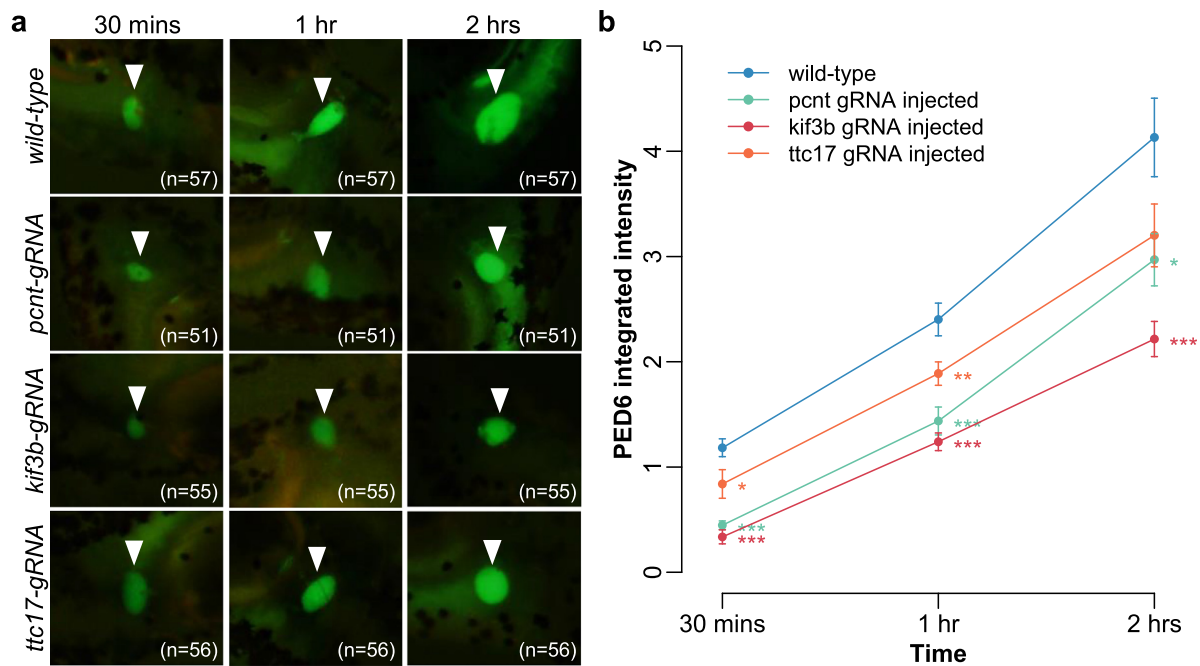 a
30 mins 1 hr 2 hrs
wild-type
(n=57) (n=57) (n=57)
pcnt-gRNA
(n=51) (n=51) (n=51)
kif3b-gRNA
(n=55) (n=55) (n=55)
ttc17-gRNA
(n=56) (n=56) (n=56)
b
PED6 integrated intensity
5
4
3
2
1
0
wild-type
pcnt gRNA injected
kif3b gRNA injected
ttc17 gRNA injected
*
***
**
***
***
*
***
***
30 mins 1 hr 2 hrs
Time